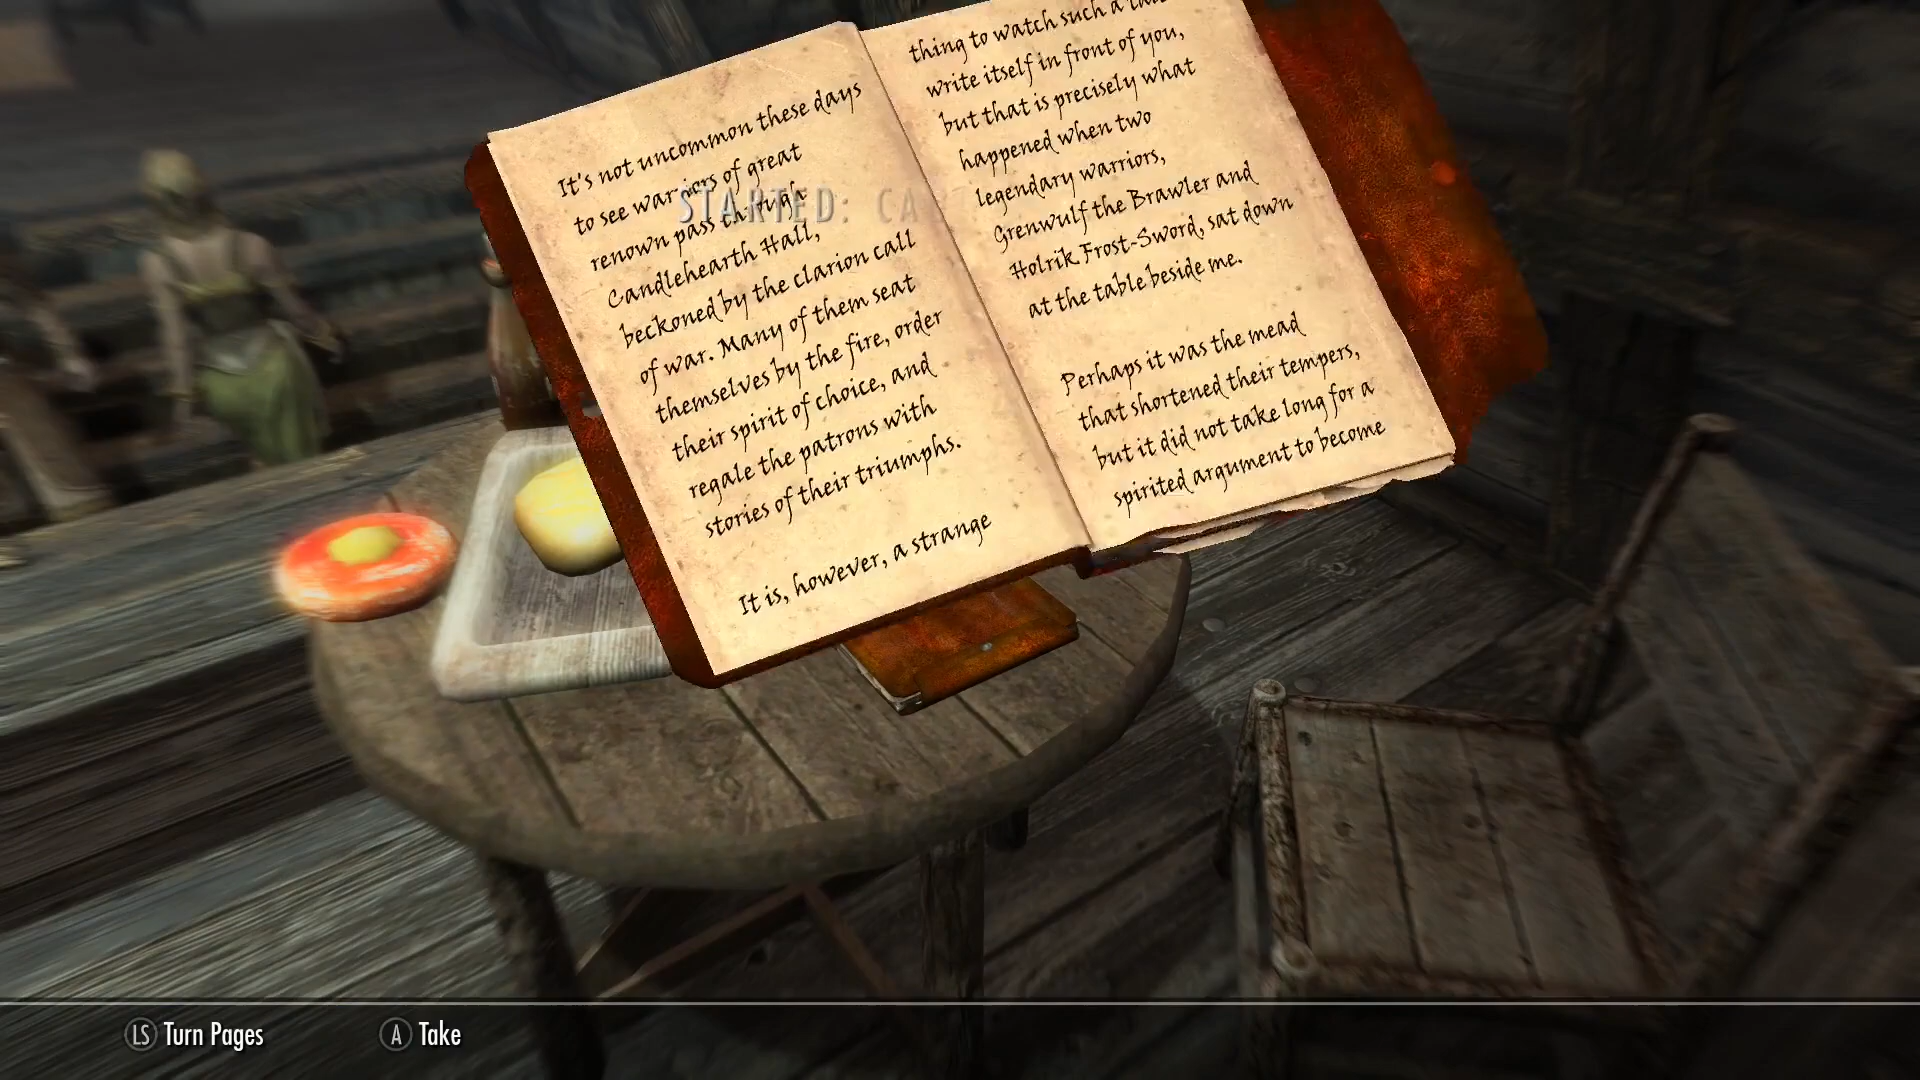 It's not uncommon these days
to see warriors of great
renown pass through
Candlehearth Hall,
beckoned by the clarion call
of war. Many of them seat
themselves by the fire, order
their spirit of choice, and
regale the patrons with
stories of their triumphs.
It is, however, a strange
thing to watch such a
write itself in front of you,
but that is precisely what
happened when two
legendary warriors,
Grenwulf the Brawler and
Holrik Frost-Sword, sat down
at the table beside me.
Perhaps it was the mead
that shortened their tempers,
but it did not take long for a
spirited argument to become
STARTED:
LS Turn Pages
A Take